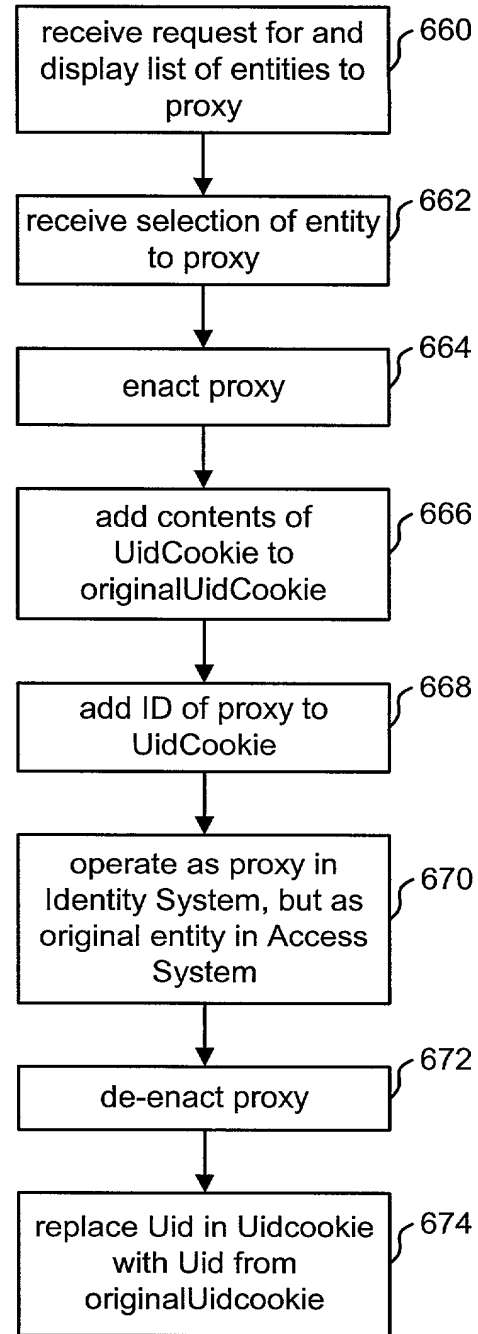 receive request for and
display list of entities to
proxy
660
receive selection of entity
to proxy
662
enact proxy
664
add contents of
UidCookie to
originalUidCookie
666
add ID of proxy to
UidCookie
668
operate as proxy in
Identity System, but as
original entity in Access
System
670
de-enact proxy
672
replace Uid in Uidcookie
with Uid from
originalUidcookie
674